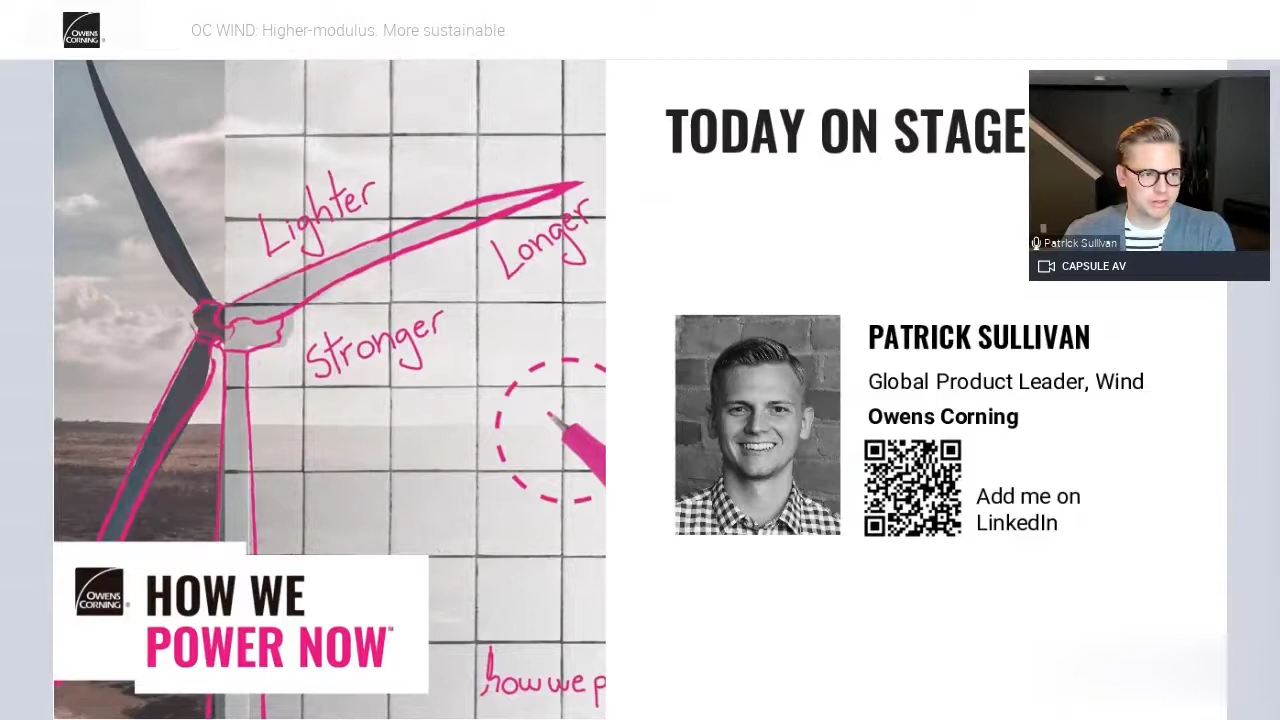 OWENS
CORNING
OC WIND: Higher-modulus. More sustainable
TODAY ON STAGE
Lighter
Longer
Stronger
Patrick Sullivan
CAPSULE AV
PATRICK SULLIVAN
Global Product Leader, Wind
Owens Corning
Add me on
LinkedIn
OWENS
CORNING
HOW WE
POWER NOW™
how we p